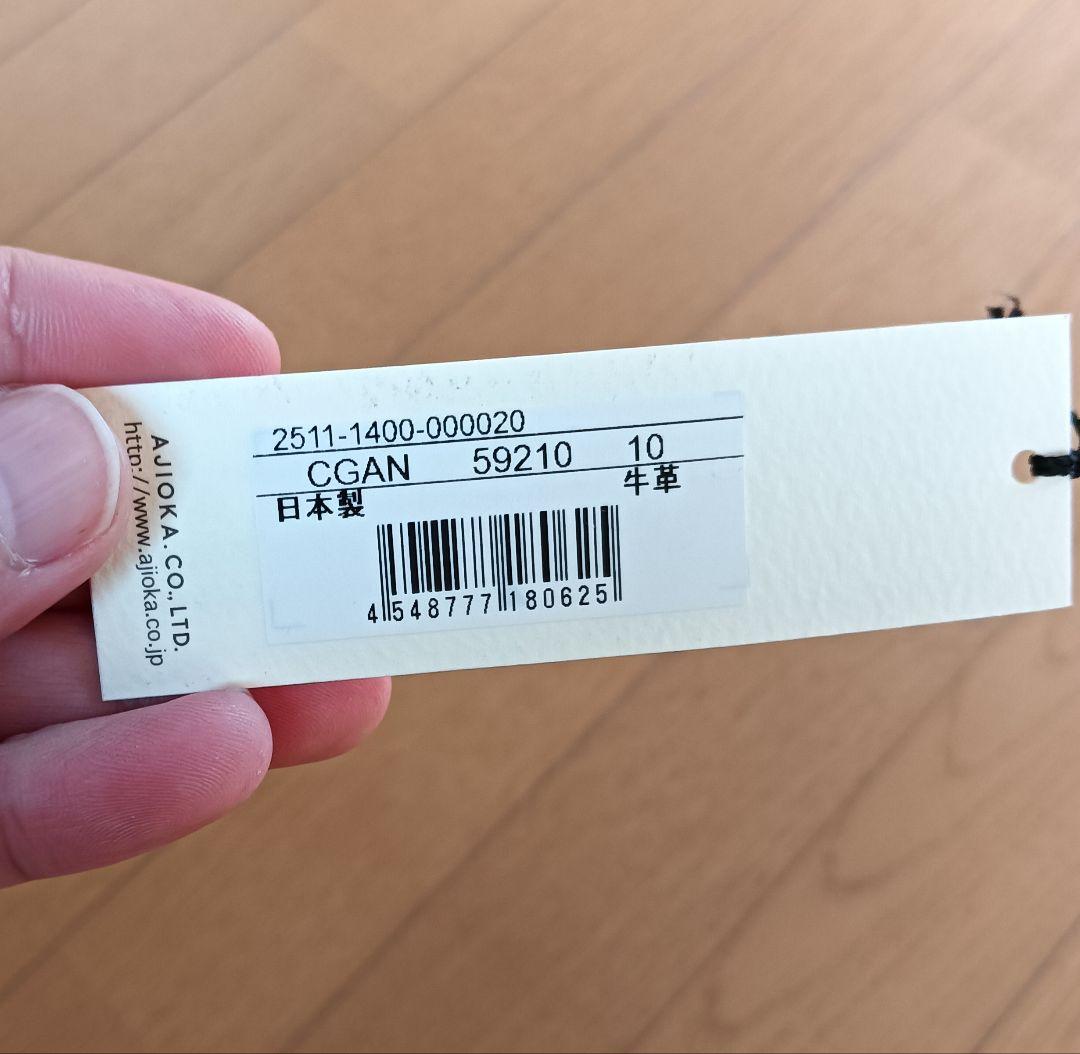 2511-1400-000020
CGAN 59210 10
日本製 牛革
4 548777 180625
AJIOKA.CO.,LTD.
http://www.ajioka.co.jp